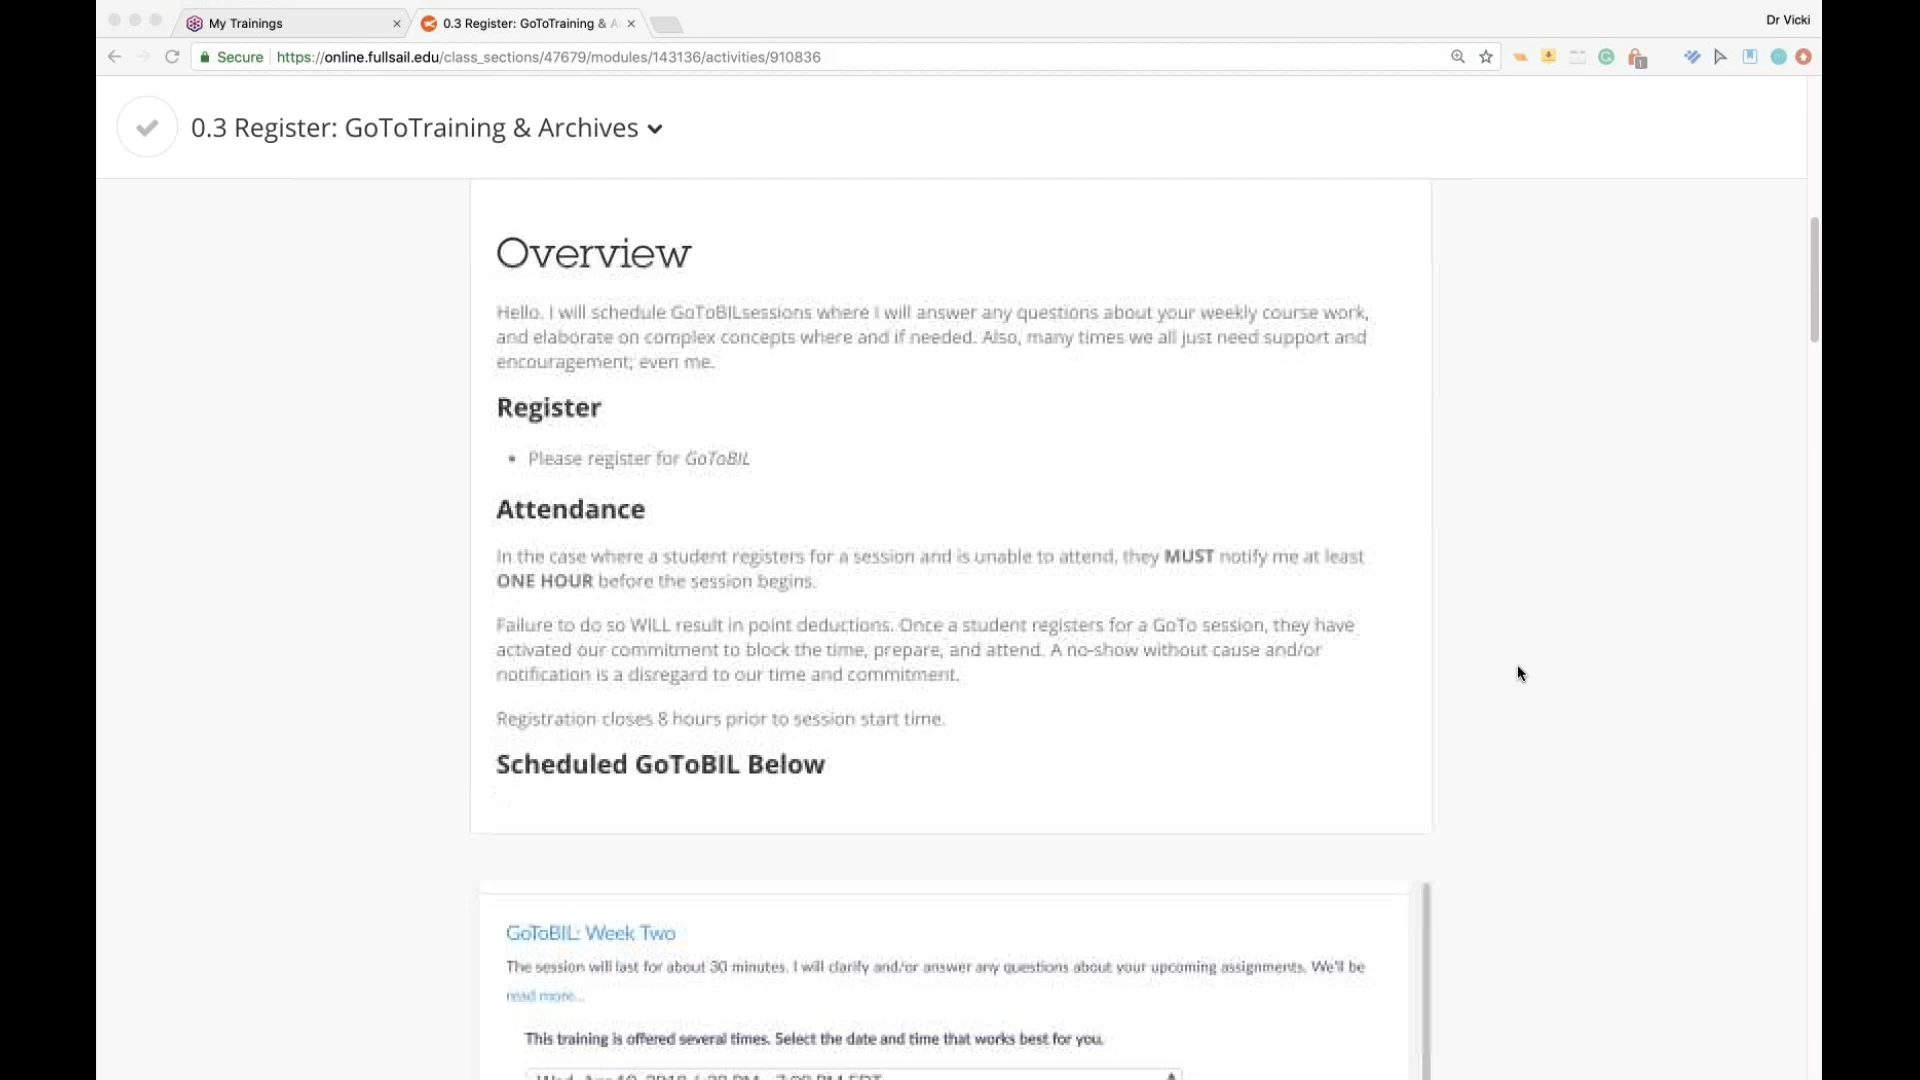 My Trainings
0.3 Register: GoToTraining & A
Dr Vicki
Secure https://online.fullsail.edu/class_sections/47679/modules/143136/activities/910836
1
0.3 Register: GoToTraining & Archives
Overview
Hello. I will schedule GoToBILsessions where I will answer any questions about your weekly course work,
and elaborate on complex concepts where and if needed. Also, many times we all just need support and
encouragement; even me.
Register
• Please register for GoToBIL
Attendance
In the case where a student registers for a session and is unable to attend, they MUST notify me at least
ONE HOUR before the session begins.
Failure to do so WILL result in point deductions. Once a student registers for a GoTo session, they have
activated our commitment to block the time, prepare, and attend. A no-show without cause and/or
notification is a disregard to our time and commitment.
Registration closes 8 hours prior to session start time.
Scheduled GoToBIL Below
GoToBIL: Week Two
The session will last for about 30 minutes. I will clarify and/or answer any questions about your upcoming assignments. We'll be
read more...
This training is offered several times. Select the date and time that works best for you.